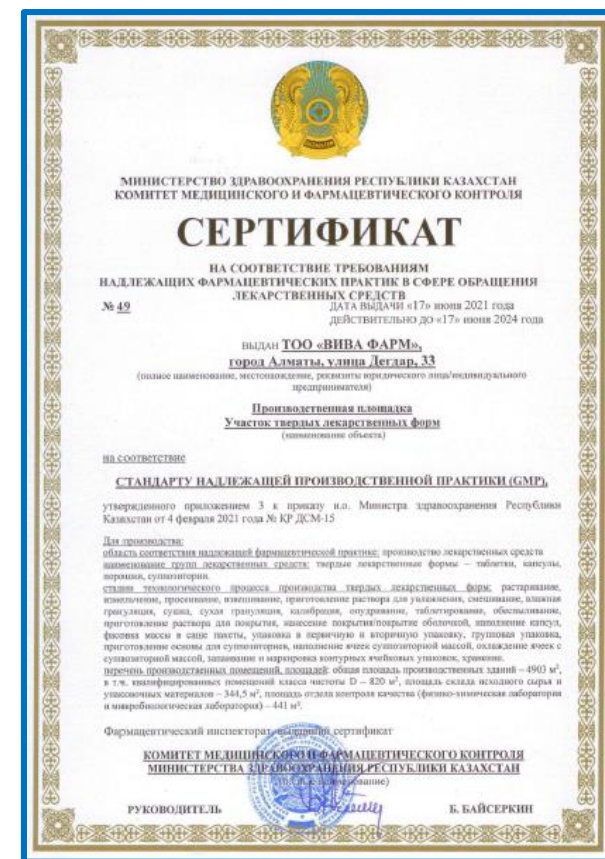 МИНИСТЕРСТВО ЗДРАВООХРАНЕНИЯ РЕСПУБЛИКИ КАЗАХСТАН
КОМИТЕТ МЕДИЦИНСКОГО И ФАРМАЦЕВТИЧЕСКОГО КОНТРОЛЯ
СЕРТИФИКАТ
НА СООТВЕТСТВИЕ ТРЕБОВАНИЯМ
НАДЛЕЖАЩИХ ФАРМАЦЕВТИЧЕСКИХ ПРАКТИК В СФЕРЕ ОБРАЩЕНИЯ
ЛЕКАРСТВЕННЫХ СРЕДСТВ
№ 49
ДАТА ВЫДАЧИ «17» июня 2021 года
ДЕЙСТВИТЕЛЬНО ДО «17» июня 2024 года
ВЫДАН ТОО «ВИВА ФАРМ»,
город Алматы, улица Дегдар, 33
(полное наименование, местонахождение, реквизиты юридического лица/индивидуального
предпринимателя)
Производственная площадка
Участок твердых лекарственных форм
(наименование объекта)
на соответствие
СТАНДАРТУ НАДЛЕЖАЩЕЙ ПРОИЗВОДСТВЕННОЙ ПРАКТИКИ (GMP),
утвержденного приложением 3 к приказу и.о. Министра здравоохранения Республики
Казахстан от 4 февраля 2021 года № ҚР ДСМ-15
Для производства:
область соответствия надлежащей фармацевтической практике: производство лекарственных средств
наименование групп лекарственных средств: твердые лекарственные формы – таблетки, капсулы,
порошки, суппозитории.
стадии технологического процесса производства твердых лекарственных форм: растаривание,
измельчение, просеивание, взвешивание, приготовление раствора для увлажнения, смешивание, влажная
грануляция, сушка, сухая грануляция, калибрация, опудривание, таблетирование, обеспыливание,
приготовление раствора для покрытия, нанесение покрытия/покрытие оболочкой, наполнение капсул,
фасовка массы в саше пакеты, упаковка в первичную и вторичную упаковку, групповая упаковка,
приготовление основы для суппозиториев, наполнение ячеек суппозиторной массой, охлаждение ячеек с
суппозиторной массой, запаивание и маркировка контурных ячейковых упаковок, хранение.
перечень производственных помещений, площадей: общая площадь производственных зданий – 4903 м²,
в т.ч. квалифицированных помещений класса чистоты D – 820 м², площадь склада исходного сырья и
упаковочных материалов – 344,5 м², площадь отдела контроля качества (физико-химическая лаборатория
и микробиологическая лаборатория) – 441 м².
Фармацевтический инспекторат, выдавший сертификат
КОМИТЕТ МЕДИЦИНСКОГО И ФАРМАЦЕВТИЧЕСКОГО КОНТРОЛЯ
МИНИСТЕРСТВА ЗДРАВООХРАНЕНИЯ РЕСПУБЛИКИ КАЗАХСТАН
РУКОВОДИТЕЛЬ
Б. БАЙСЕРКИН